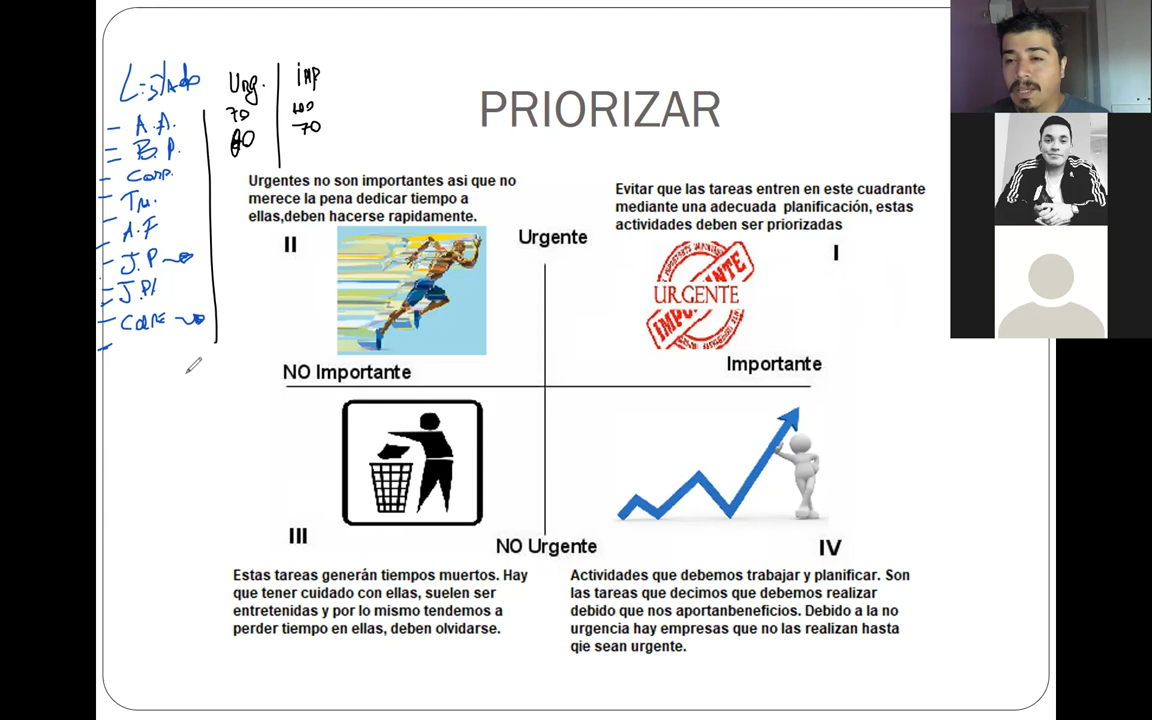 Listado
Urg.
imp
70
100
- A.A.
80
70
- B.P.
- Corp.
- A.F
- J.P
- J.Pl
PRIORIZAR
Urgentes no son importantes asi que no
merece la pena dedicar tiempo a
ellas,deben hacerse rapidamente.
Evitar que las tareas entren en este cuadrante
mediante una adecuada planificación, estas
actividades deben ser priorizadas
II
Urgente
I
URGENTE
NO Importante
Importante
III
NO Urgente
IV
Estas tareas generán tiempos muertos. Hay
que tener cuidado con ellas, suelen ser
entretenidas y por lo mismo tendemos a
perder tiempo en ellas, deben olvidarse.
Actividades que debemos trabajar y planificar. Son
las tareas que decimos que debemos realizar
debido que nos aportanbeneficios. Debido a la no
urgencia hay empresas que no las realizan hasta
qie sean urgente.